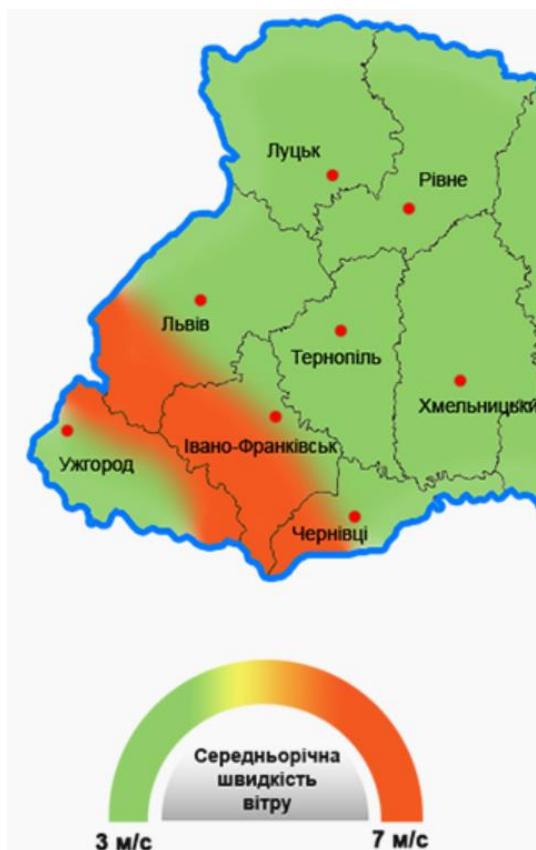 Луцьк
Рівне
Львів
Тернопіль
Хмельницький
Івано-Франківськ
Ужгород
Чернівці
Середньорічна
швидкість
вітру
3 м/с
7 м/с